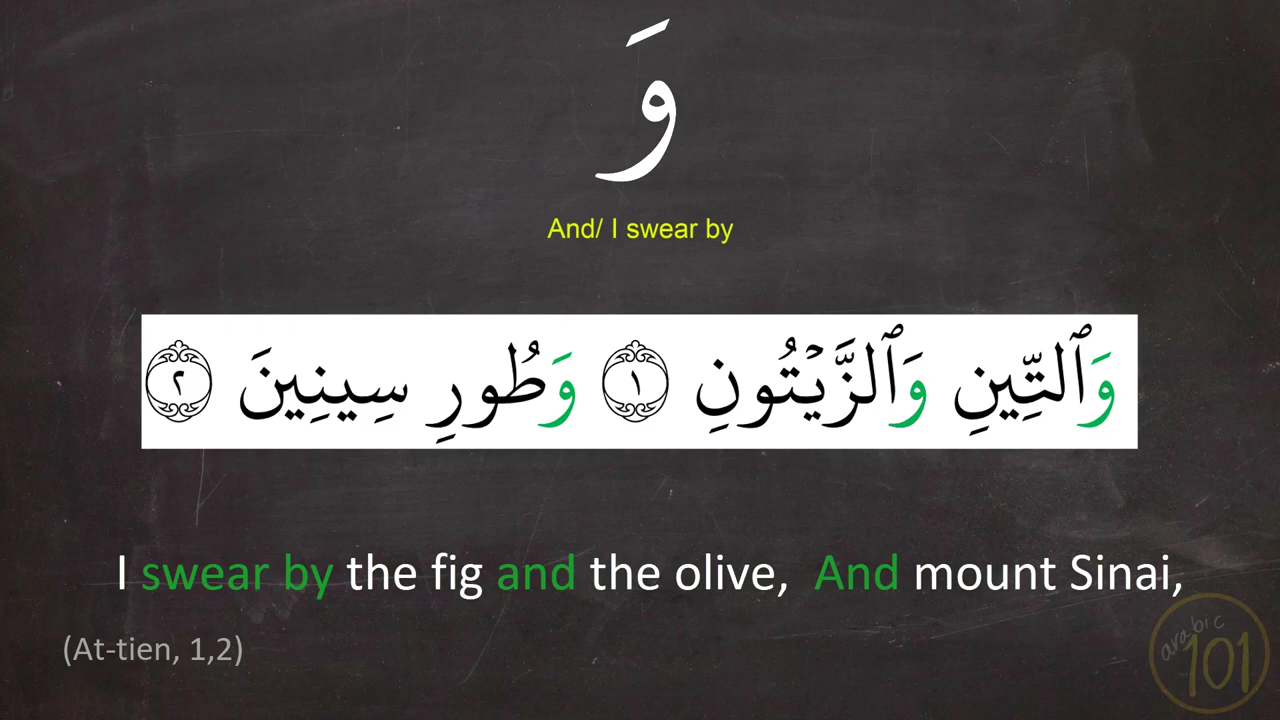 وَ
And/ I swear by
وَٱلتِّينِ وَٱلزَّيْتُونِ ١ وَطُورِ سِينِينَ ٢
I swear by the fig and the olive, And mount Sinai,
(At-tien, 1,2)
arabic
101